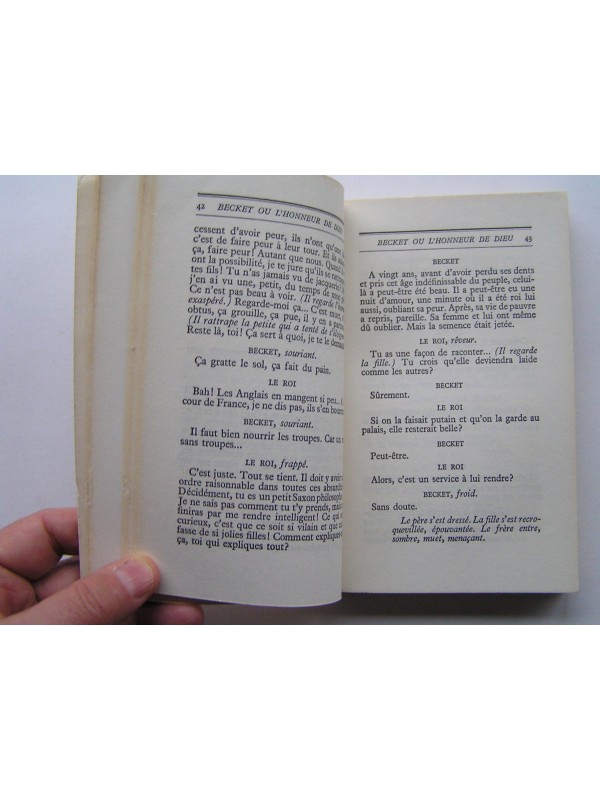 42 BECKET OU L'HONNEUR DE DIEU
cessent d'avoir peur, ils n'ont qu'une
c'est de faire peur à leur tour. Et ils
ça, faire peur! Autant que nous. Quand
ont la possibilité, je te jure qu'ils se
tes fils! Tu n'as jamais vu de jacquerie
j'en ai vu une, petit, du temps de
Ce n'est pas beau à voir. (Il regarde
exaspéré.) Regarde-moi ça... C'est
obtus, ça grouille, ça pue, il y en a
(Il rattrape la petite qui a tenté de
Reste là, toi! Ça sert à quoi, je te le
BECKET, souriant.
Ça gratte le sol, ça fait du pain.
LE ROI
Bah! Les Anglais en mangent si peu...
cour de France, je ne dis pas, ils s'en
BECKET, souriant.
Il faut bien nourrir les troupes. Car un
sans troupes...
LE ROI, frappé.
C'est juste. Tout se tient. Il doit y avoir
ordre raisonnable dans toutes ces
Décidément, tu es un petit Saxon
Je ne sais pas comment tu t'y prends, mais
finiras par me rendre intelligent! Ce qui
curieux, c'est que ce soit si vilain et que
fasse de si jolies filles! Comment
ça, toi qui expliques tout?
BECKET OU L'HONNEUR DE DIEU 43
BECKET
A vingt ans, avant d'avoir perdu ses dents
et pris cet âge indéfinissable du peuple, celui-
là a peut-être été beau. Il a peut-être eu une
nuit d'amour, une minute où il a été roi lui
aussi, oubliant sa peur. Après, sa vie de pauvre
a repris, pareille. Sa femme et lui ont même
dû oublier. Mais la semence était jetée.
LE ROI, rêveur.
Tu as une façon de raconter... (Il regarde
la fille.) Tu crois qu'elle deviendra laide
comme les autres?
BECKET
Sûrement.
LE ROI
Si on la faisait putain et qu'on la garde au
palais, elle resterait belle?
BECKET
Peut-être.
LE ROI
Alors, c'est un service à lui rendre?
BECKET, froid.
Sans doute.
Le père s'est dressé. La fille s'est recro-
quevillée, épouvantée. Le frère entre,
sombre, muet, menaçant.